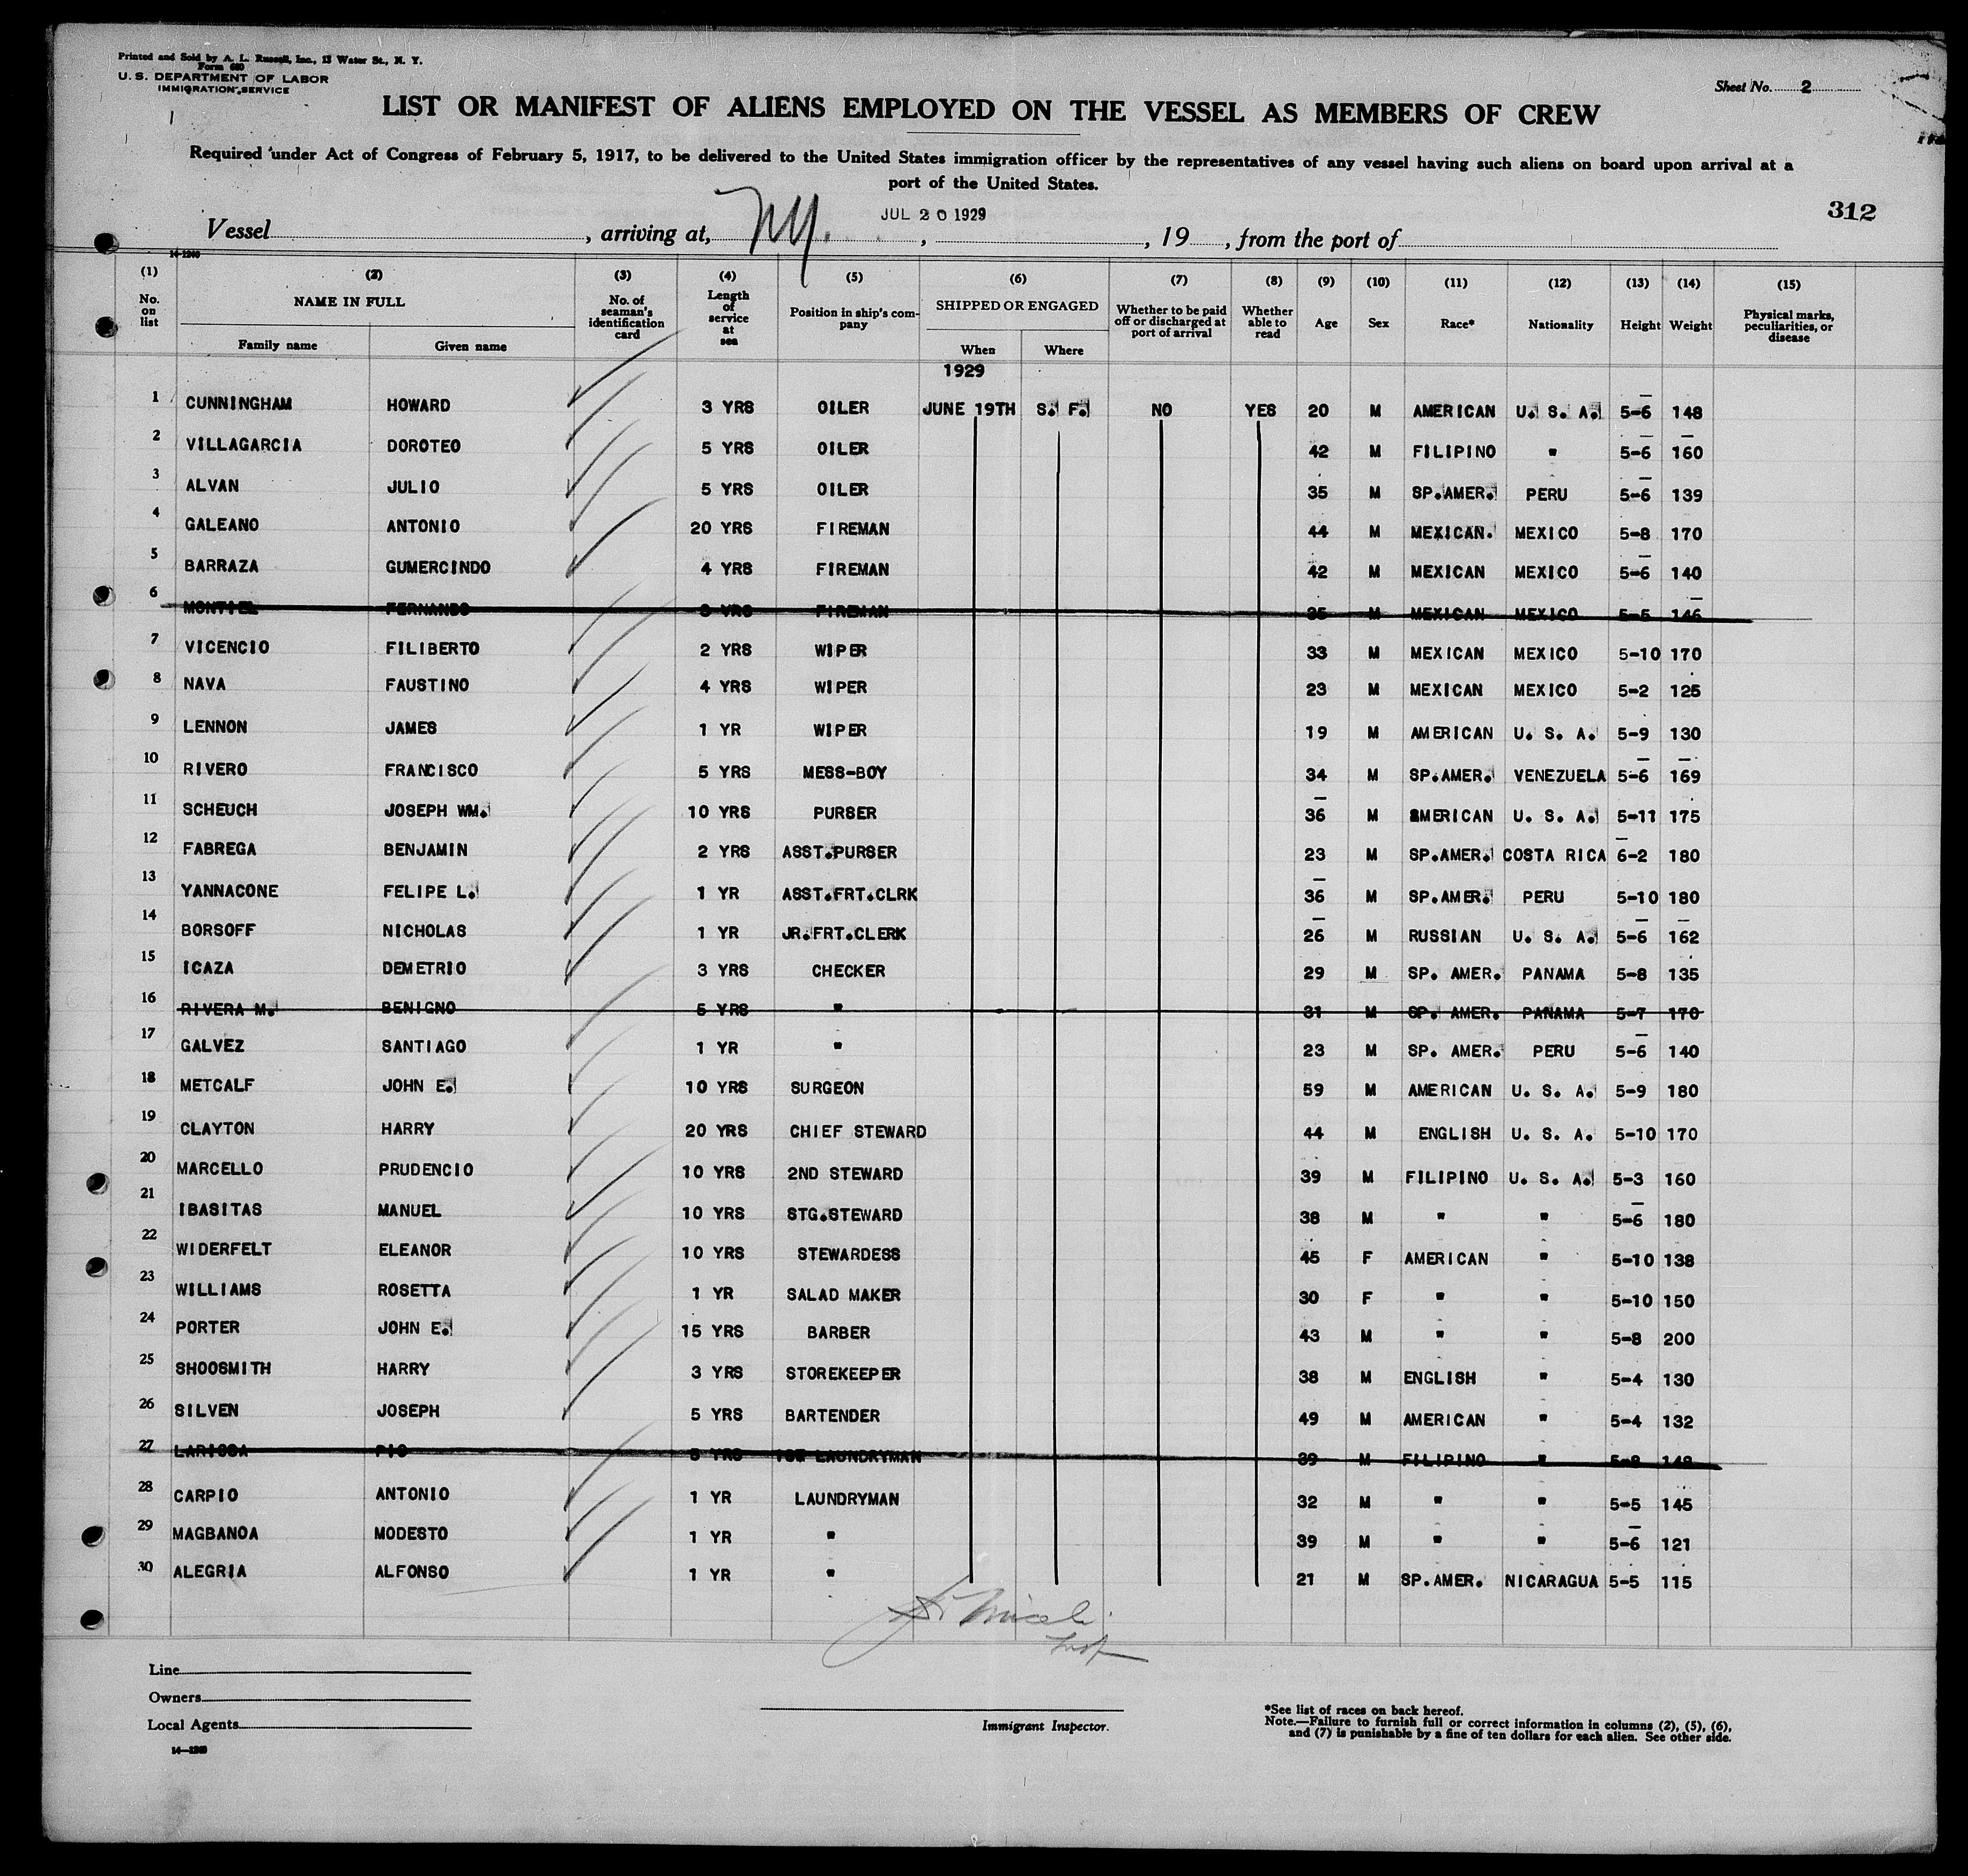 Printed and Sold by A. L. Russell, Inc., 13 Water St., N. Y.
Form 680
U. S. DEPARTMENT OF LABOR
IMMIGRATION SERVICE
Sheet No. 2
LIST OR MANIFEST OF ALIENS EMPLOYED ON THE VESSEL AS MEMBERS OF CREW
Required under Act of Congress of February 5, 1917, to be delivered to the United States immigration officer by the representatives of any vessel having such aliens on board upon arrival at a
port of the United States.
312
JUL 20 1929
Vessel , arriving at, NY. , , 19 , from the port of
14-1240
(1) (2) (3) (4) (5) (6) (7) (8) (9) (10) (11) (12) (13) (14) (15)
No. on list NAME IN FULL Family name Given name No. of seaman's identification card Length of service at sea Position in ship's company SHIPPED OR ENGAGED When Where Whether to be paid off or discharged at port of arrival Whether able to read Age Sex Race* Nationality Height Weight Physical marks, peculiarities, or disease
1929
1 CUNNINGHAM HOWARD 3 YRS OILER JUNE 19TH S. F. NO YES 20 M AMERICAN U. S. A. 5-6 148
2 VILLAGARCIA DOROTEO 5 YRS OILER 42 M FILIPINO " 5-6 160
3 ALVAN JULIO 5 YRS OILER 35 M SP.AMER. PERU 5-6 139
4 GALEANO ANTONIO 20 YRS FIREMAN 44 M MEXICAN. MEXICO 5-8 170
5 BARRAZA GUMERCINDO 4 YRS FIREMAN 42 M MEXICAN MEXICO 5-6 140
6 MONTIEL FERNANDO YRS FIREMAN 35 M MEXICAN MEXICO 5-5 146
7 VICENCIO FILIBERTO 2 YRS WIPER 33 M MEXICAN MEXICO 5-10 170
8 NAVA FAUSTINO 4 YRS WIPER 23 M MEXICAN MEXICO 5-2 125
9 LENNON JAMES 1 YR WIPER 19 M AMERICAN U. S. A. 5-9 130
10 RIVERO FRANCISCO 5 YRS MESS-BOY 34 M SP.AMER. VENEZUELA 5-6 169
11 SCHEUCH JOSEPH WM. 10 YRS PURSER 36 M AMERICAN U. S. A. 5-11 175
12 FABREGA BENJAMIN 2 YRS ASST.PURSER 23 M SP.AMER. COSTA RICA 6-2 180
13 YANNACONE FELIPE L. 1 YR ASST.FRT.CLRK 36 M SP.AMER. PERU 5-10 180
14 BORSOFF NICHOLAS 1 YR JR.FRT.CLERK 26 M RUSSIAN U. S. A. 5-6 162
15 ICAZA DEMETRIO 3 YRS CHECKER 29 M SP. AMER. PANAMA 5-8 135
16 RIVERA M. BENIGNO 5 YRS " 31 M SP. AMER. PANAMA 5-7 170
17 GALVEZ SANTIAGO 1 YR " 23 M SP. AMER. PERU 5-6 140
18 METCALF JOHN E. 10 YRS SURGEON 59 M AMERICAN U. S. A. 5-9 180
19 CLAYTON HARRY 20 YRS CHIEF STEWARD 44 M ENGLISH U. S. A. 5-10 170
20 MARCELLO PRUDENCIO 10 YRS 2ND STEWARD 39 M FILIPINO U. S. A. 5-3 160
21 IBASITAS MANUEL 10 YRS STG.STEWARD 38 M " " 5-6 180
22 WIDERFELT ELEANOR 10 YRS STEWARDESS 45 F AMERICAN " 5-10 138
23 WILLIAMS ROSETTA 1 YR SALAD MAKER 30 F " " 5-10 150
24 PORTER JOHN E. 15 YRS BARBER 43 M " " 5-8 200
25 SHOOSMITH HARRY 3 YRS STOREKEEPER 38 M ENGLISH " 5-4 130
26 SILVEN JOSEPH 5 YRS BARTENDER 49 M AMERICAN " 5-4 132
27 LARIOSA PIO YRS 1ST LAUNDRYMAN 39 M FILIPINO "
28 CARPIO ANTONIO 1 YR LAUNDRYMAN 32 M " " 5-5 145
29 MAGBANOA MODESTO 1 YR " 39 M " " 5-6 121
30 ALEGRIA ALFONSO 1 YR " 21 M SP.AMER. NICARAGUA 5-5 115
Line
Owners
Local Agents
14-1240
Immigrant Inspector.
*See list of races on back hereof.
Note.—Failure to furnish full or correct information in columns (2), (5), (6),
and (7) is punishable by a fine of ten dollars for each alien. See other side.